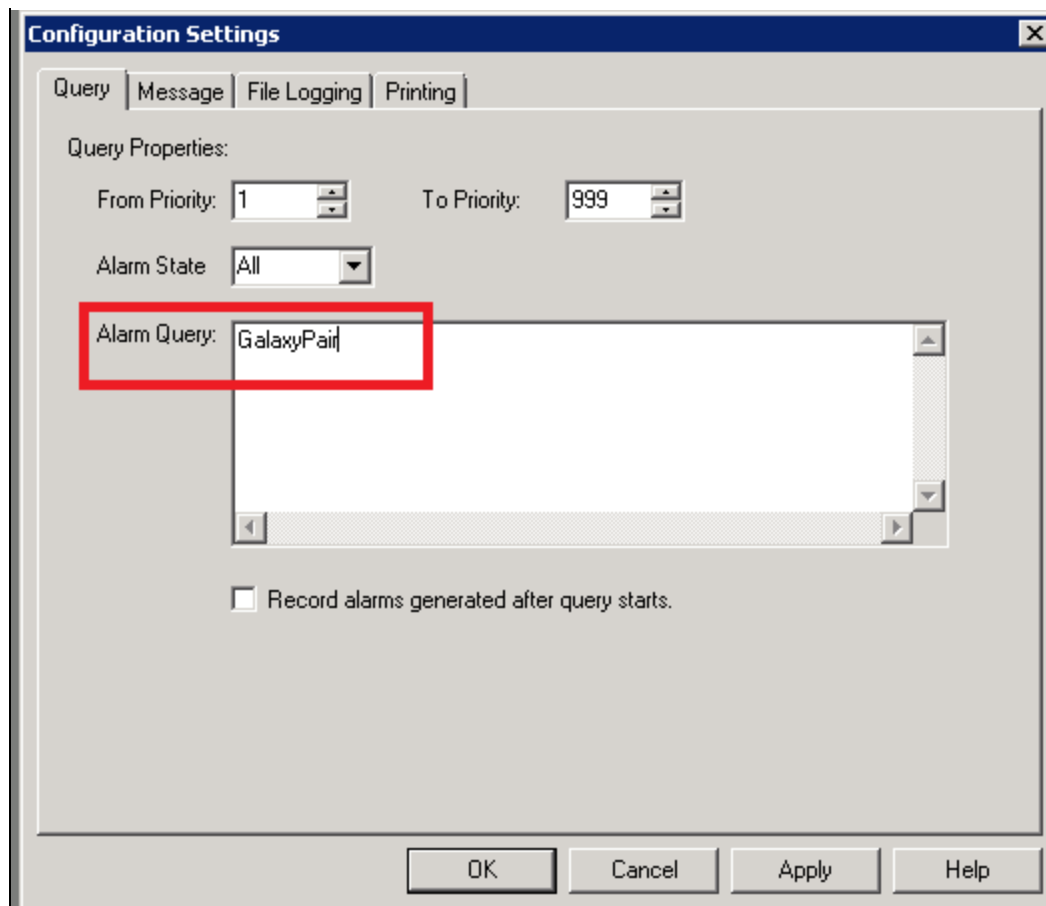 Configuration Settings
Query Message File Logging Printing
Query Properties:
From Priority: 1 To Priority: 999
Alarm State All
Alarm Query: GalaxyPair
Record alarms generated after query starts.
OK Cancel Apply Help